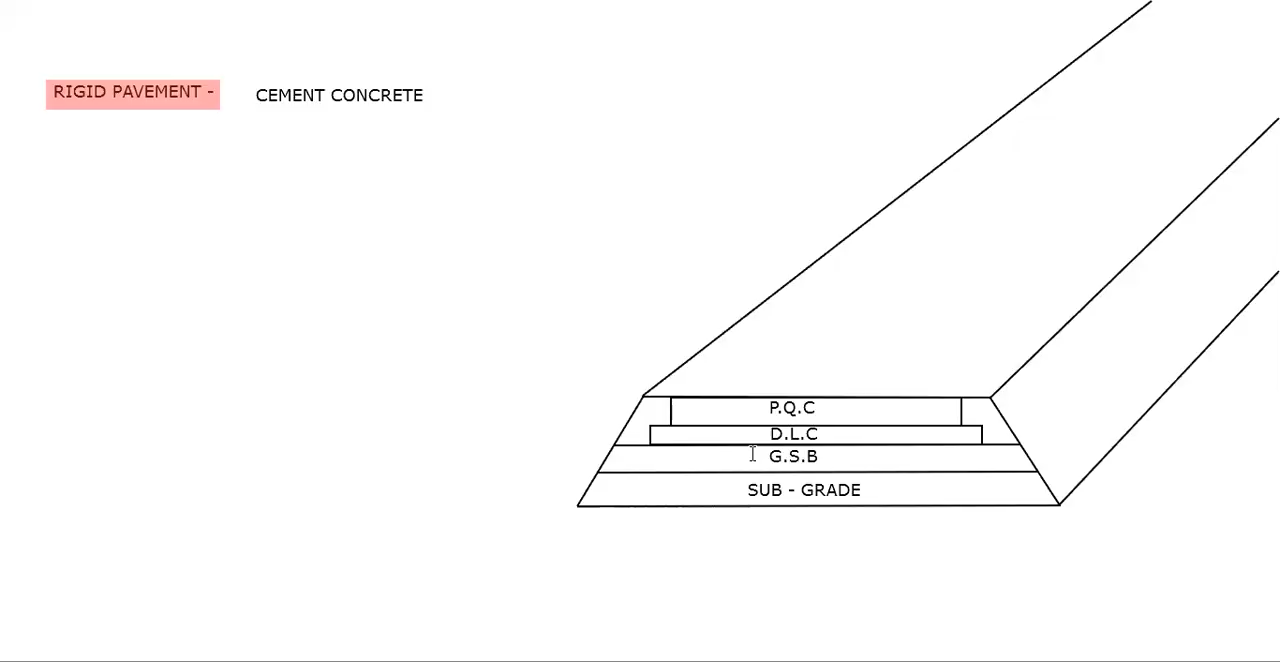 RIGID PAVEMENT -
CEMENT CONCRETE
P.Q.C
D.L.C
G.S.B
SUB - GRADE